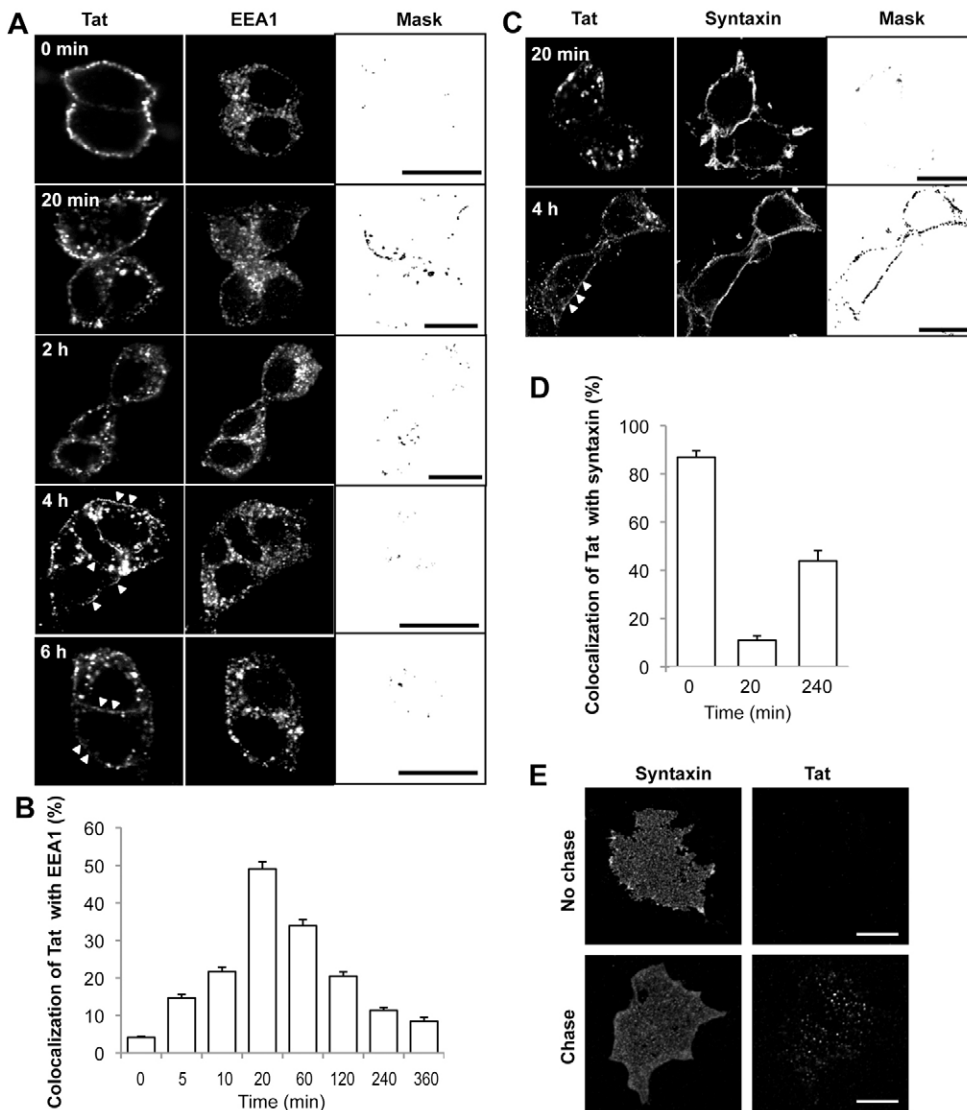 A
Tat EEA1 Mask
0 min
20 min
2 h
4 h
6 h
B
Colocalization of Tat with EEA1 (%)
60
50
40
30
20
10
0
0 5 10 20 60 120 240 360
Time (min)
C
Tat Syntaxin Mask
20 min
4 h
D
Colocalization of Tat with syntaxin (%)
100
80
60
40
20
0
0 20 240
Time (min)
E
Syntaxin Tat
No chase
Chase